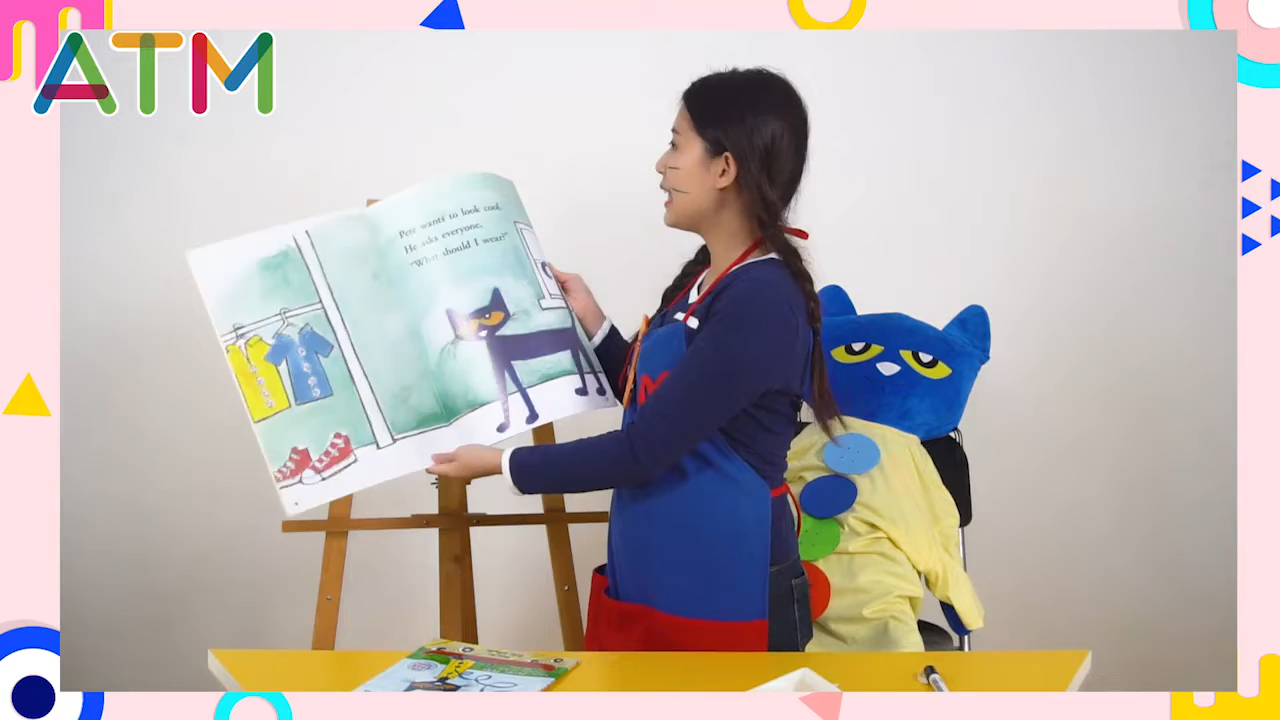 ATM
Pete wants to look cool.
He asks everyone,
"What should I wear?"
M